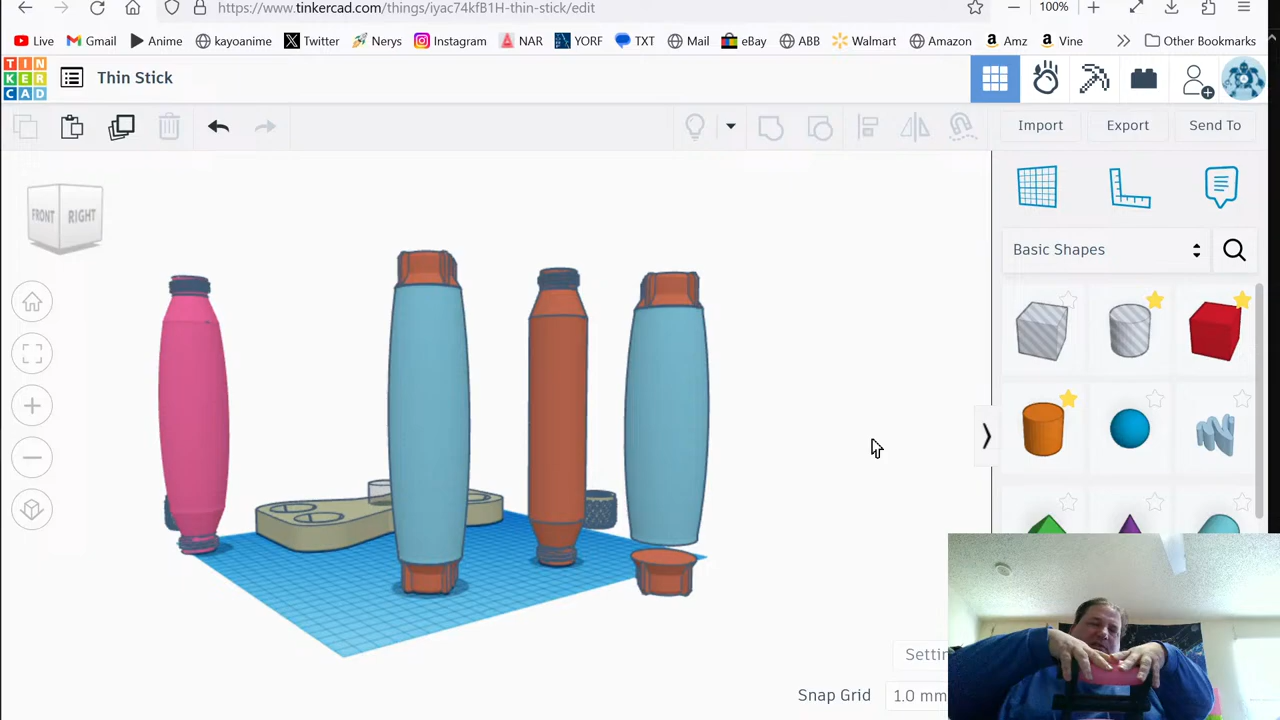 https://www.tinkercad.com/things/iyac74kfB1H-thin-stick/edit
100%
Live
Gmail
Anime
kayoanime
Twitter
Nerys
Instagram
NAR
YORF
TXT
Mail
eBay
ABB
Walmart
Amazon
Amz
Vine
Other Bookmarks
TIN
KER
CAD
Thin Stick
Import
Export
Send To
FRONT
RIGHT
Basic Shapes
Settin
Snap Grid
1.0 mm